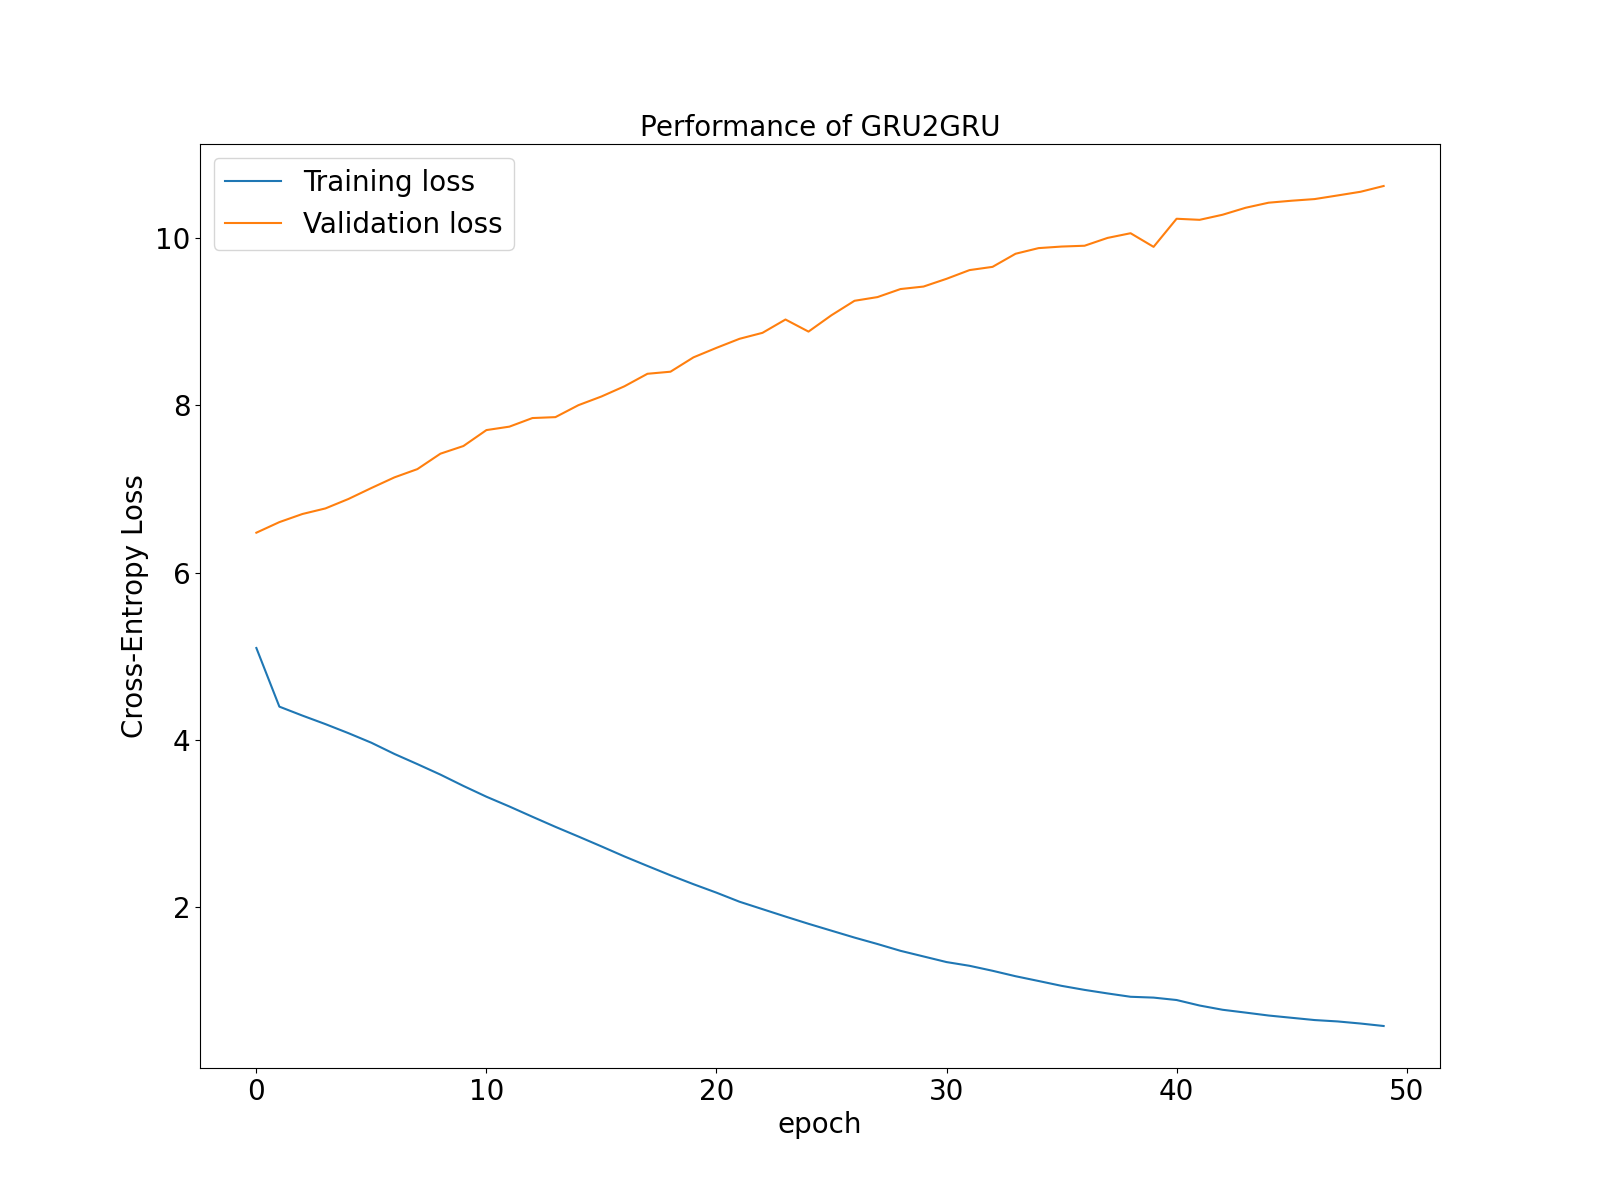 Performance of GRU2GRU
Training loss
Validation loss
10
8
6
4
2
Cross-Entropy Loss
0 10 20 30 40 50
epoch